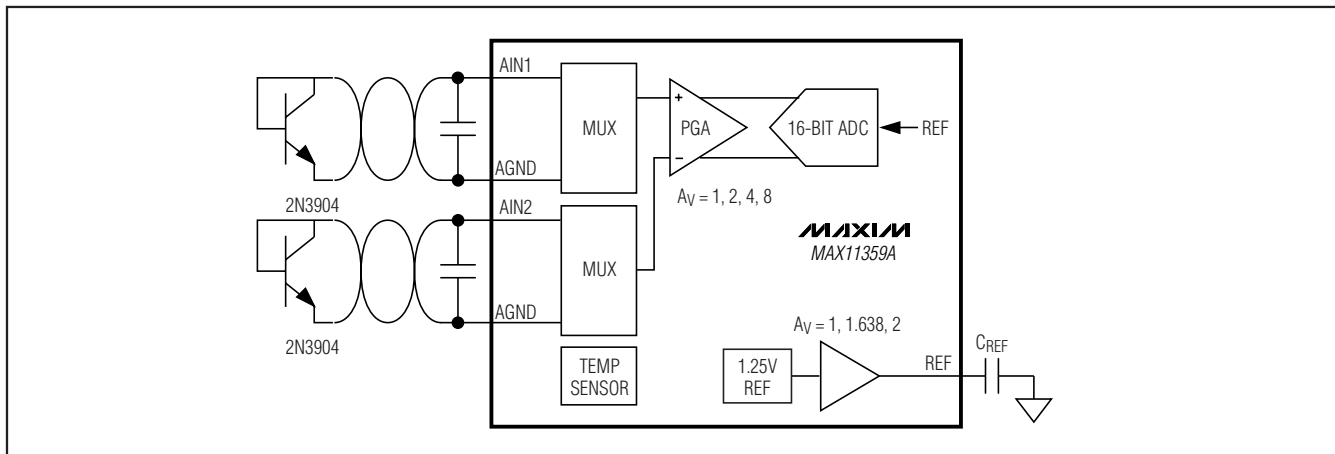 AIN1
MUX
PGA
16-BIT ADC
REF
AGND
2N3904
AV = 1, 2, 4, 8
AIN2
MUX
MAXIM
MAX11359A
AGND
2N3904
AV = 1, 1.638, 2
CREF
TEMP
SENSOR
1.25V
REF
REF